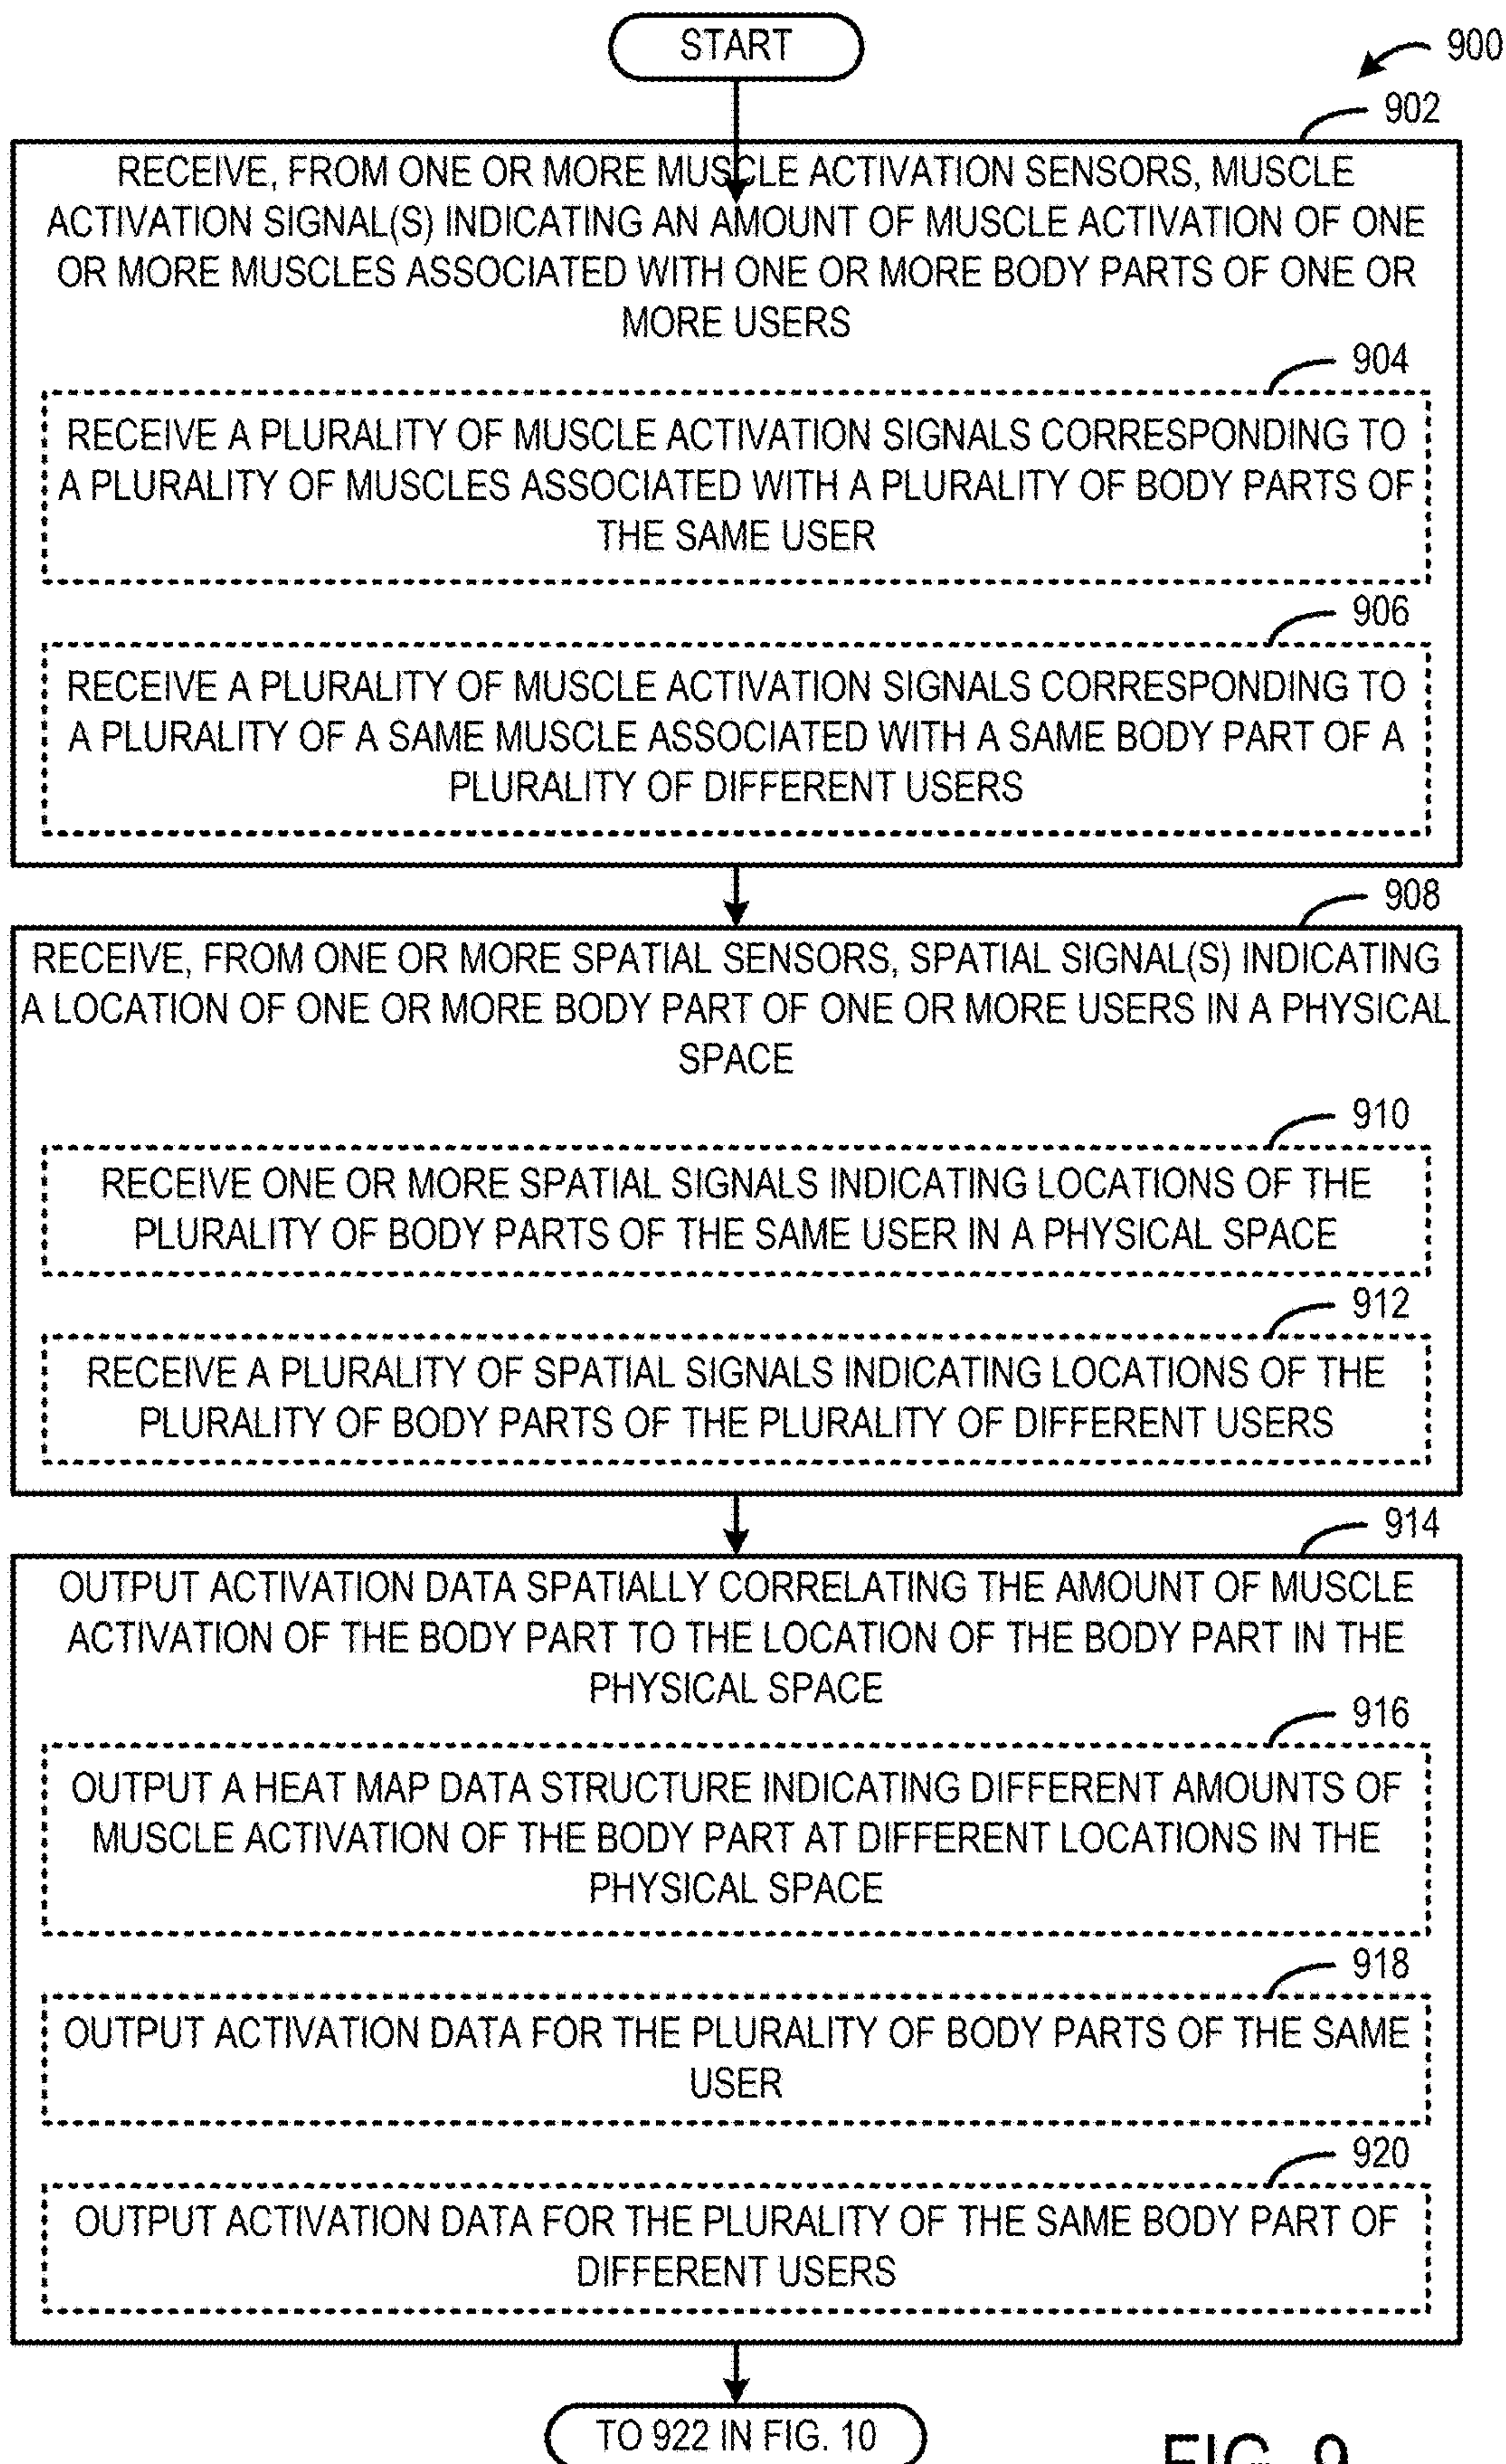 START
900
902
RECEIVE, FROM ONE OR MORE MUSCLE ACTIVATION SENSORS, MUSCLE
ACTIVATION SIGNAL(S) INDICATING AN AMOUNT OF MUSCLE ACTIVATION OF ONE
OR MORE MUSCLES ASSOCIATED WITH ONE OR MORE BODY PARTS OF ONE OR
MORE USERS
904
RECEIVE A PLURALITY OF MUSCLE ACTIVATION SIGNALS CORRESPONDING TO
A PLURALITY OF MUSCLES ASSOCIATED WITH A PLURALITY OF BODY PARTS OF
THE SAME USER
906
RECEIVE A PLURALITY OF MUSCLE ACTIVATION SIGNALS CORRESPONDING TO
A PLURALITY OF A SAME MUSCLE ASSOCIATED WITH A SAME BODY PART OF A
PLURALITY OF DIFFERENT USERS
908
RECEIVE, FROM ONE OR MORE SPATIAL SENSORS, SPATIAL SIGNAL(S) INDICATING
A LOCATION OF ONE OR MORE BODY PART OF ONE OR MORE USERS IN A PHYSICAL
SPACE
910
RECEIVE ONE OR MORE SPATIAL SIGNALS INDICATING LOCATIONS OF THE
PLURALITY OF BODY PARTS OF THE SAME USER IN A PHYSICAL SPACE
912
RECEIVE A PLURALITY OF SPATIAL SIGNALS INDICATING LOCATIONS OF THE
PLURALITY OF BODY PARTS OF THE PLURALITY OF DIFFERENT USERS
914
OUTPUT ACTIVATION DATA SPATIALLY CORRELATING THE AMOUNT OF MUSCLE
ACTIVATION OF THE BODY PART TO THE LOCATION OF THE BODY PART IN THE
PHYSICAL SPACE
916
OUTPUT A HEAT MAP DATA STRUCTURE INDICATING DIFFERENT AMOUNTS OF
MUSCLE ACTIVATION OF THE BODY PART AT DIFFERENT LOCATIONS IN THE
PHYSICAL SPACE
918
OUTPUT ACTIVATION DATA FOR THE PLURALITY OF BODY PARTS OF THE SAME
USER
920
OUTPUT ACTIVATION DATA FOR THE PLURALITY OF THE SAME BODY PART OF
DIFFERENT USERS
TO 922 IN FIG. 10
FIG. 9